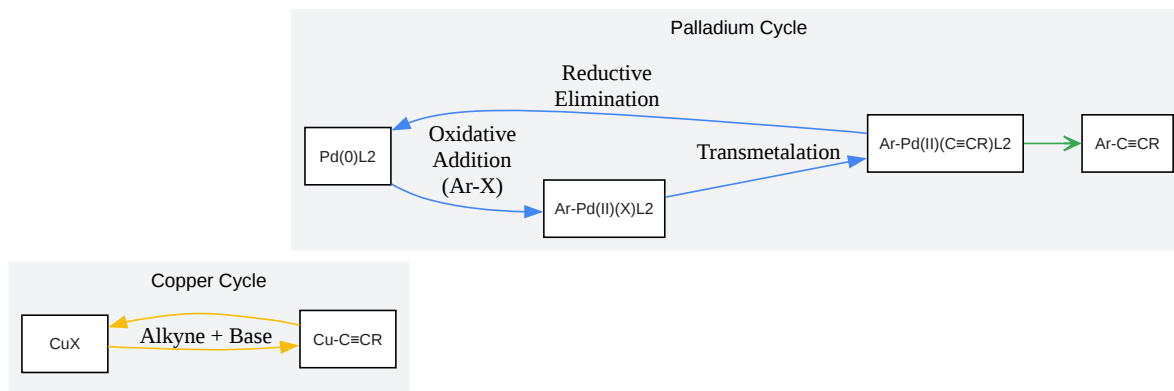 Palladium Cycle
Reductive
Elimination
Oxidative
Addition
(Ar-X)
Transmetalation
Pd(0)L2
Ar-Pd(II)(X)L2
Ar-Pd(II)(C≡CR)L2
Ar-C≡CR
Copper Cycle
CuX
Alkyne + Base
Cu-C≡CR